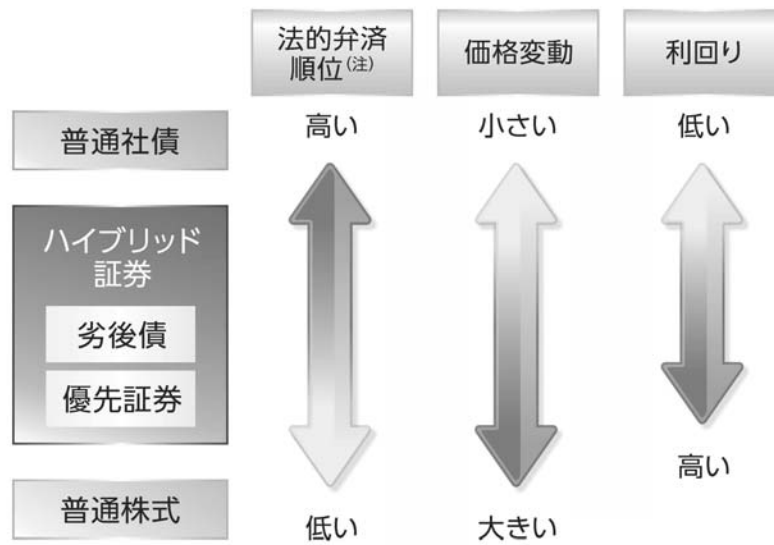 法的弁済
順位(注)
価格変動
利回り
普通社債
高い
小さい
低い
ハイブリッド
証券
劣後債
優先証券
高い
普通株式
低い
大きい